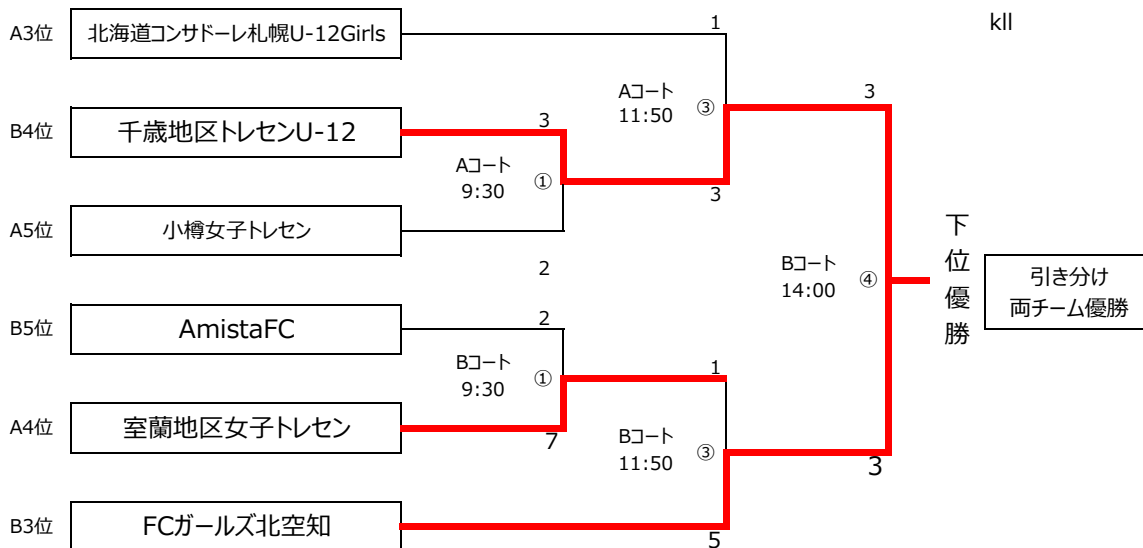 A3位
北海道コンサドーレ札幌U-12Girls
1
kll
Aコート
11:50
③
3
B4位
千歳地区トレセンU-12
3
Aコート
9:30
①
3
A5位
小樽女子トレセン
2
Bコート
14:00
④
下位優勝
引き分け
両チーム優勝
B5位
AmistaFC
2
Bコート
9:30
①
1
A4位
室蘭地区女子トレセン
7
Bコート
11:50
③
3
B3位
FCガールズ北空知
5